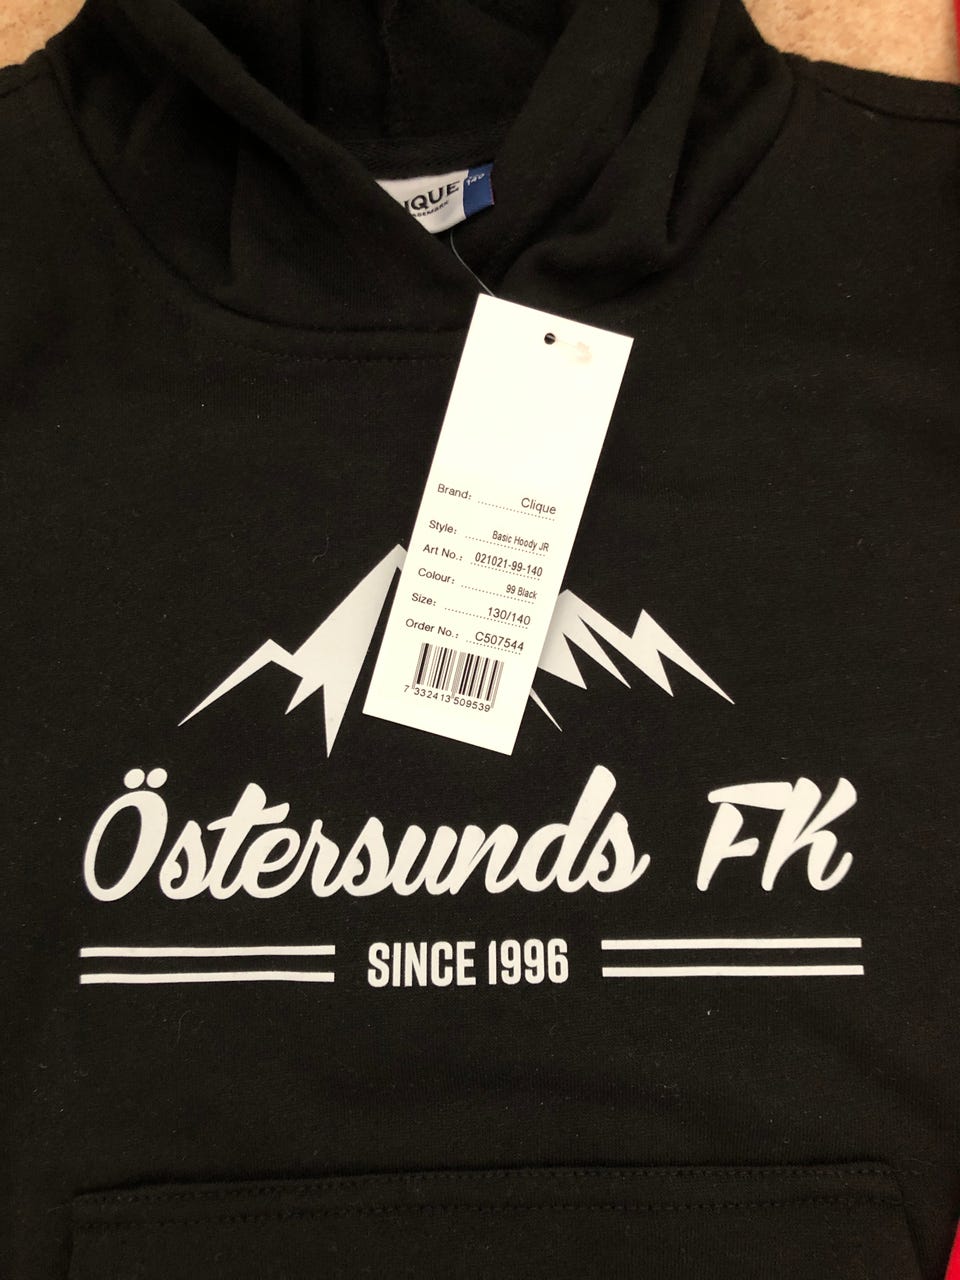 140
Brand: Clique
Style: Basic Hoody JR
Art No.: 021021-99-140
Colour: 99 Black
Size: 130/140
Order No.: C507544
7 332413 509539
Östersunds FK
SINCE 1996